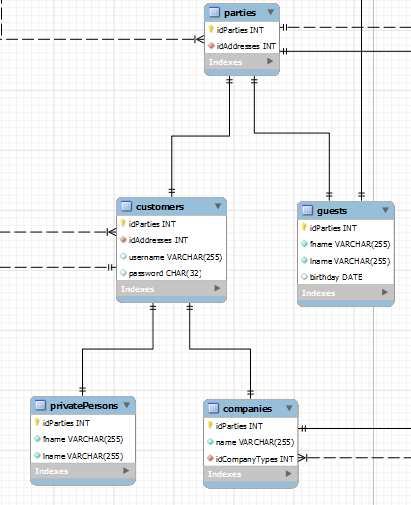 parties
idParties INT
idAddresses INT
Indexes
customers
idParties INT
idAddresses INT
username VARCHAR(255)
password CHAR(32)
Indexes
guests
idParties INT
fname VARCHAR(255)
lname VARCHAR(255)
birthday DATE
Indexes
privatePersons
idParties INT
fname VARCHAR(255)
lname VARCHAR(255)
Indexes
companies
idParties INT
name VARCHAR(255)
idCompanyTypes INT
Indexes